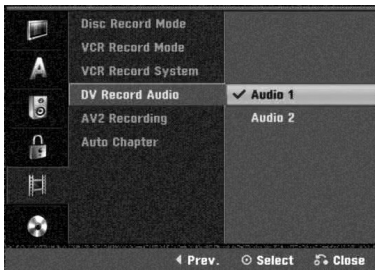 Disc Record Mode
VCR Record Mode
VCR Record System
DV Record Audio ✔ Audio 1
AV2 Recording Audio 2
Auto Chapter
A
Prev. Select Close